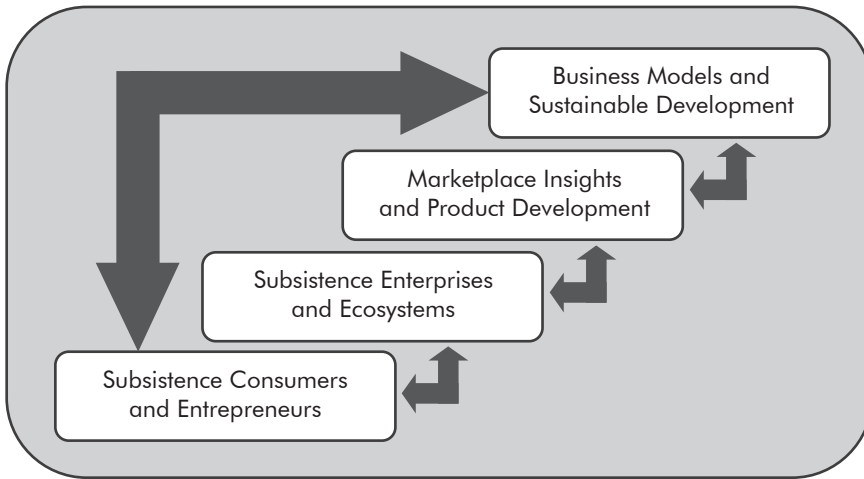 Business Models and
Sustainable Development
Marketplace Insights
and Product Development
Subsistence Enterprises
and Ecosystems
Subsistence Consumers
and Entrepreneurs